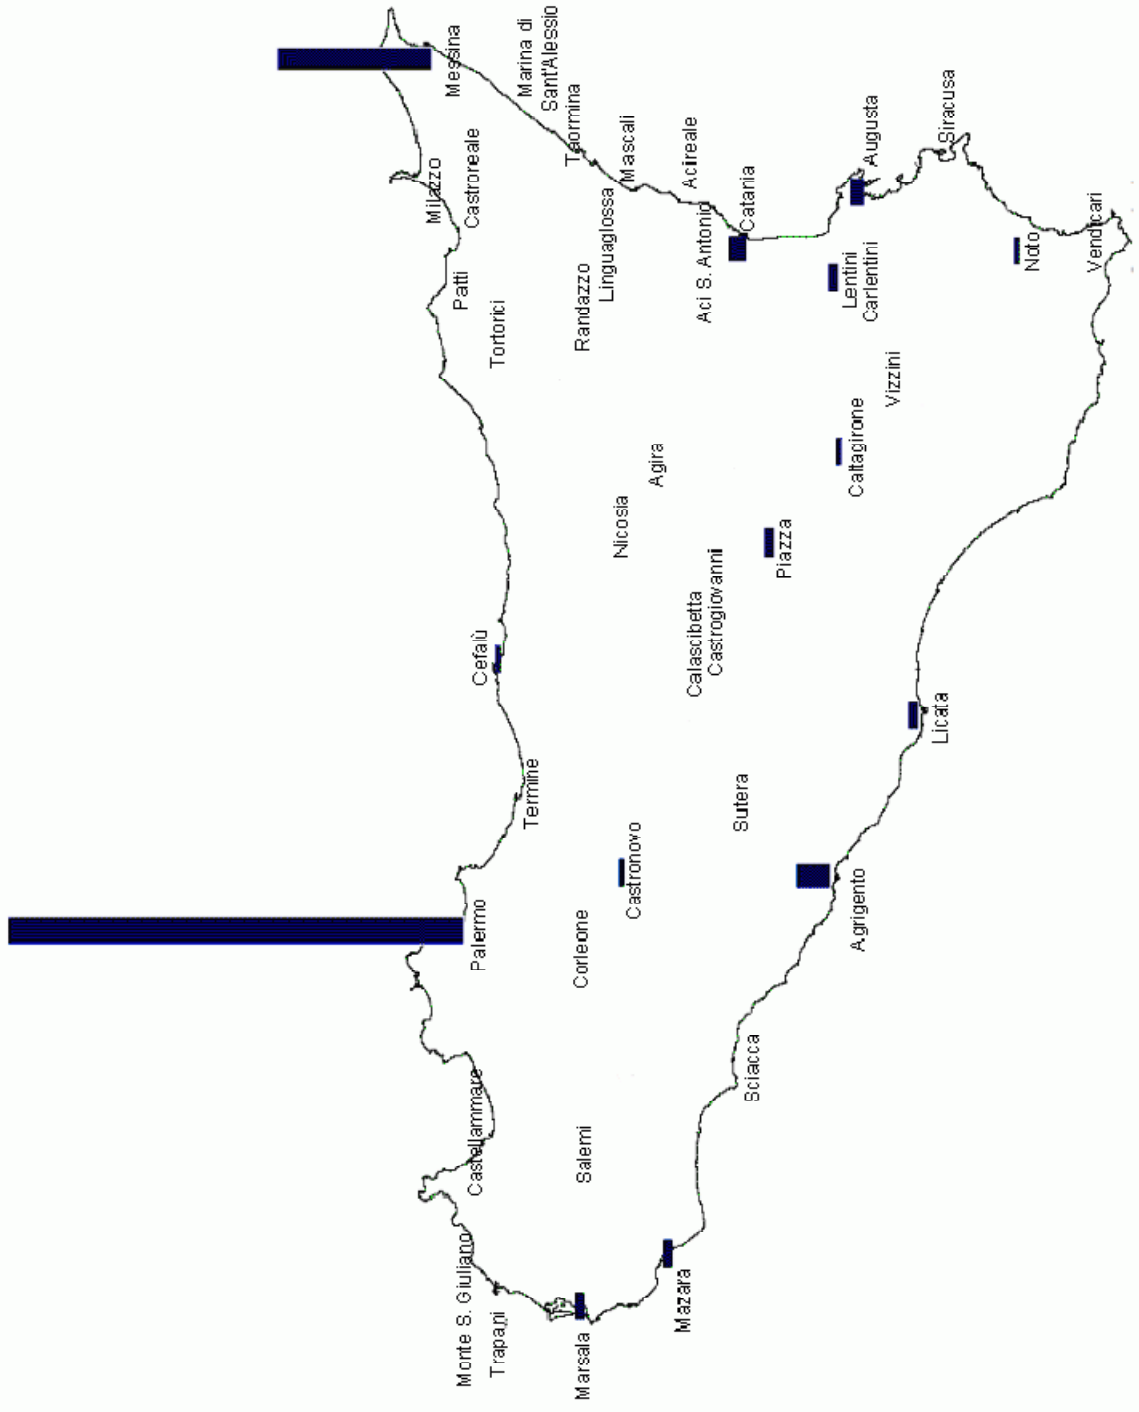 Messina
Marina di
Sant'Alessio
Taormina
Mascali
Acireale
Augusta
Siracusa
Milazzo
Castroreale
Linguaglossa
Aci S. Antonio
Catania
Patti
Tortorici
Randazzo
Lentini
Carlentini
Noto
Vendicari
Vizzini
Agira
Caltagirone
Nicosia
Piazza
Cefalù
Calascibetta
Castrogiovanni
Licata
Termine
Sutera
Castronovo
Palermo
Corleone
Agrigento
Sciacca
Castellammare
Salemi
Monte S. Giuliano
Trapani
Marsala
Mazara